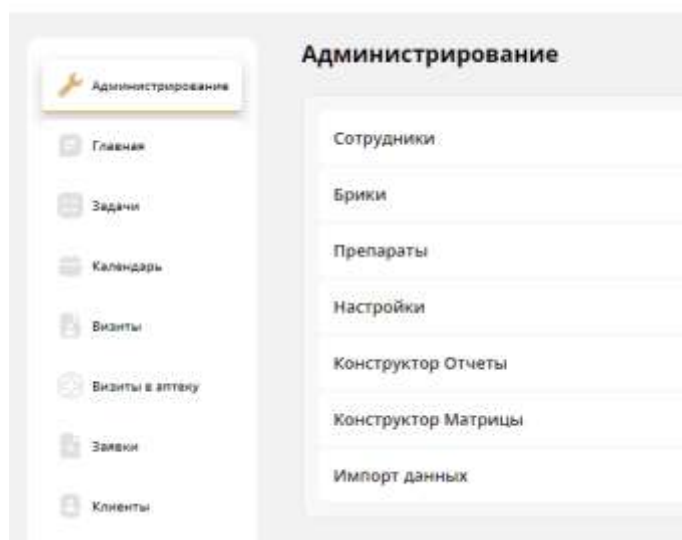 Администрирование
Главная
Задачи
Календарь
Визиты
Визиты в аптеку
Заявки
Клиенты
Администрирование
Сотрудники
Брики
Препараты
Настройки
Конструктор Отчеты
Конструктор Матрицы
Импорт данных